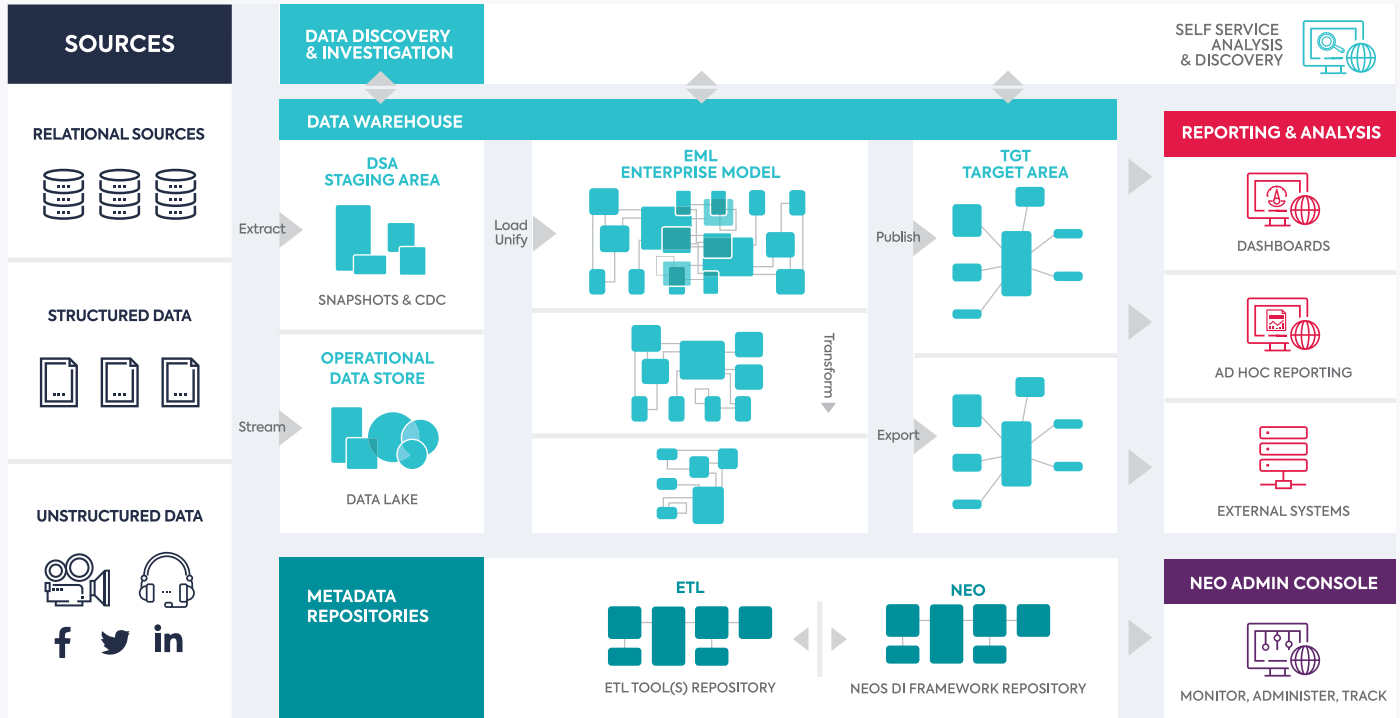 SOURCES
RELATIONAL SOURCES
STRUCTURED DATA
UNSTRUCTURED DATA
Extract
Stream
DATA DISCOVERY
& INVESTIGATION
SELF SERVICE
ANALYSIS
& DISCOVERY
DATA WAREHOUSE
DSA
STAGING AREA
SNAPSHOTS & CDC
OPERATIONAL
DATA STORE
DATA LAKE
Load
Unify
EML
ENTERPRISE MODEL
Transform
Publish
Export
TGT
TARGET AREA
REPORTING & ANALYSIS
DASHBOARDS
AD HOC REPORTING
EXTERNAL SYSTEMS
METADATA
REPOSITORIES
ETL
ETL TOOL(S) REPOSITORY
NEO
NEOS DI FRAMEWORK REPOSITORY
NEO ADMIN CONSOLE
MONITOR, ADMINISTER, TRACK